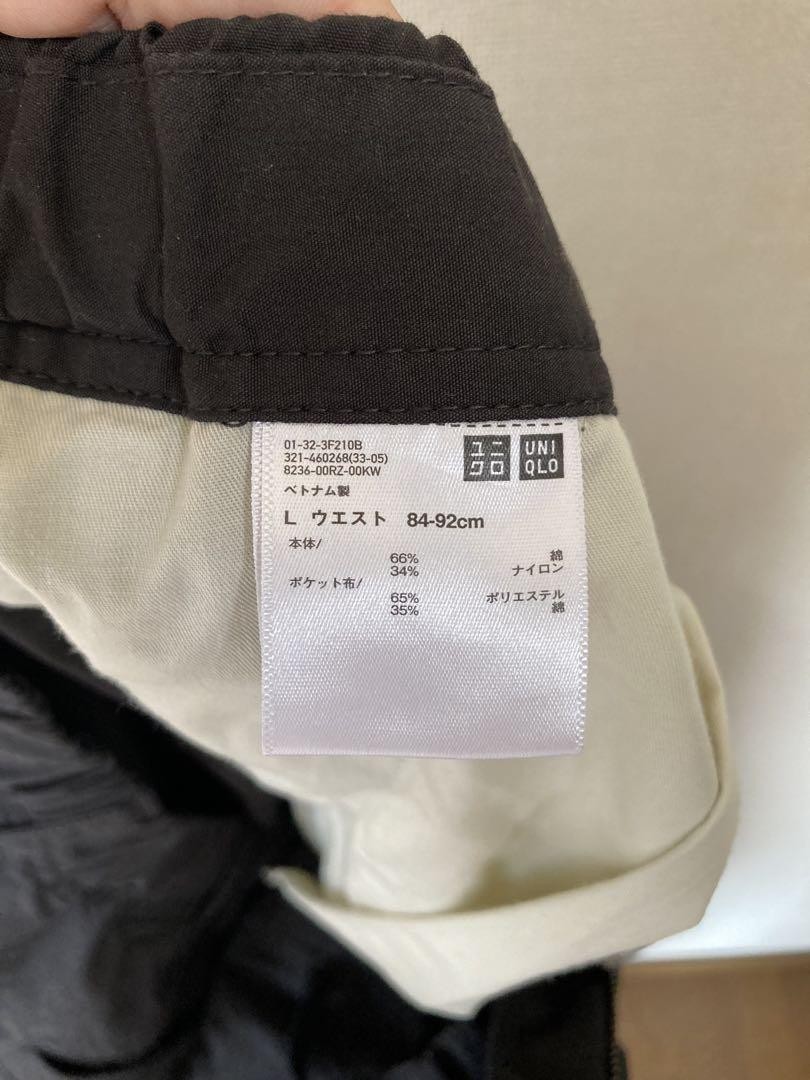 01-32-3F210B
321-460268(33-05)
8236-00RZ-00KW
ユニ
クロ
UNI
QLO
ベトナム製
L ウエスト 84-92cm
本体/
66% 綿
34% ナイロン
ポケット布/
65% ポリエステル
35% 綿